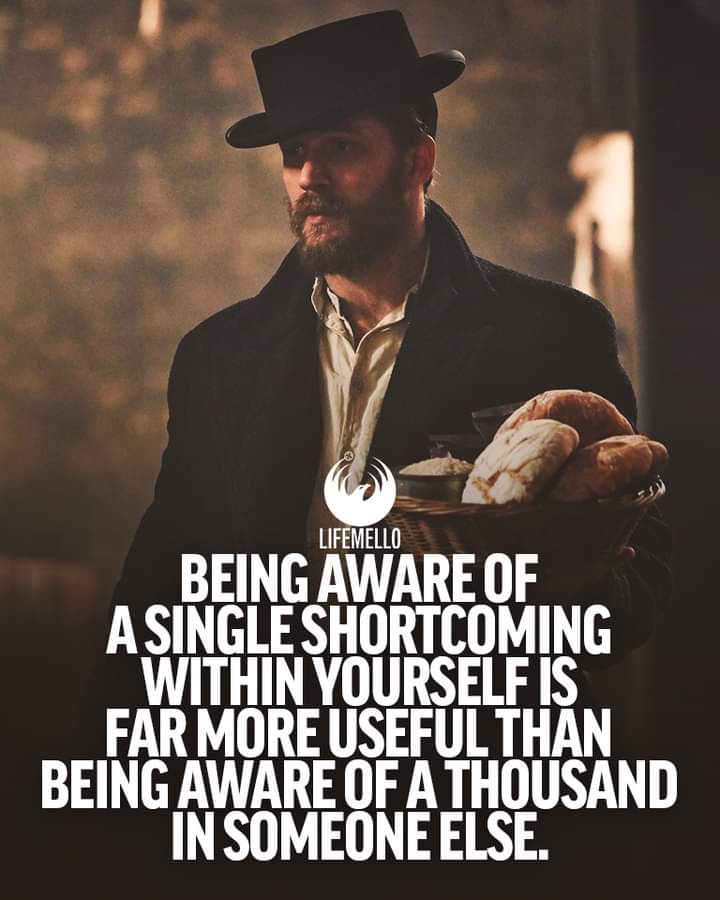 LIFEMELLO
BEING AWARE OF
A SINGLE SHORTCOMING
WITHIN YOURSELF IS
FAR MORE USEFUL THAN
BEING AWARE OF A THOUSAND
IN SOMEONE ELSE.